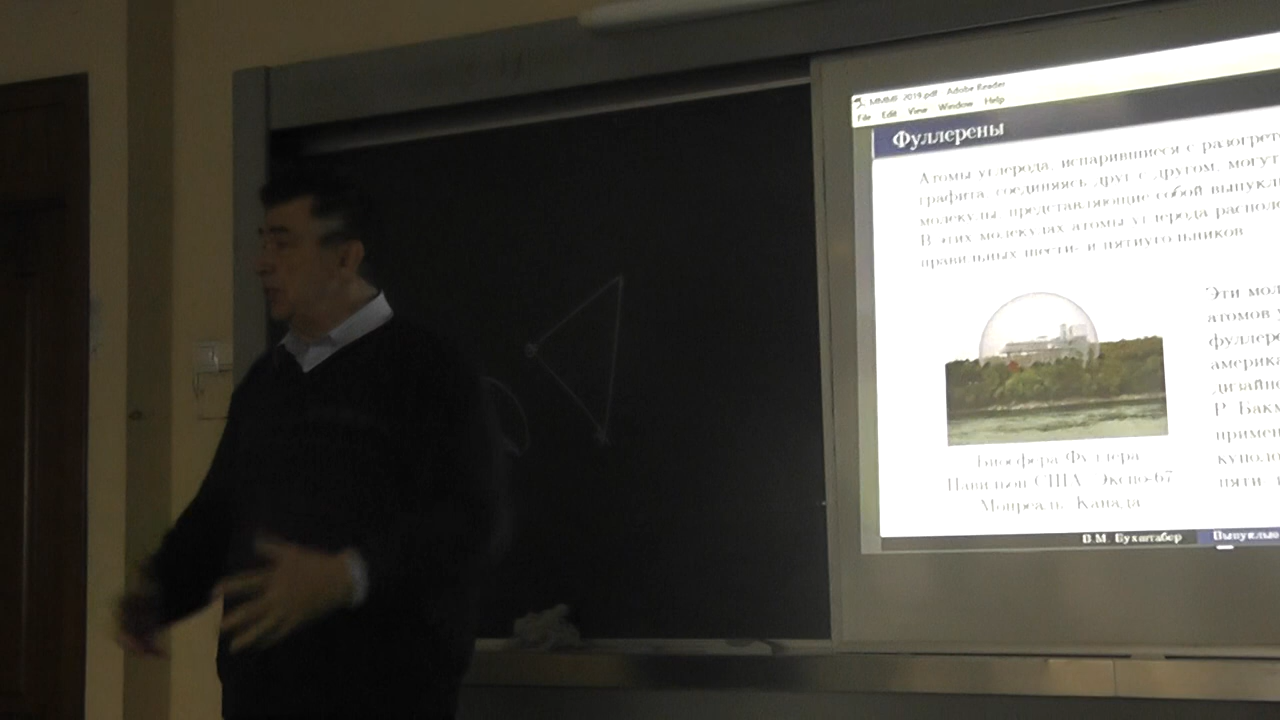 MMMF-2019.pdf - Adobe Reader
File Edit View Window Help
Фуллерены
Атомы углерода, испарившиеся с разогрет
графита, соединяясь друг с другом, могут
молекулы, представляющие собой выпукл
В этих молекулах атомы углерода располо
правильных шести- и пятиугольников
Эти мол
атомов
фуллере
америка
дизайне
Р. Бакм
примен
куполо
пяти
Биосфера Фуллера
Павильон США, Экспо-67
Монреаль, Канада
В.М. Бухштабер
Выпуклые